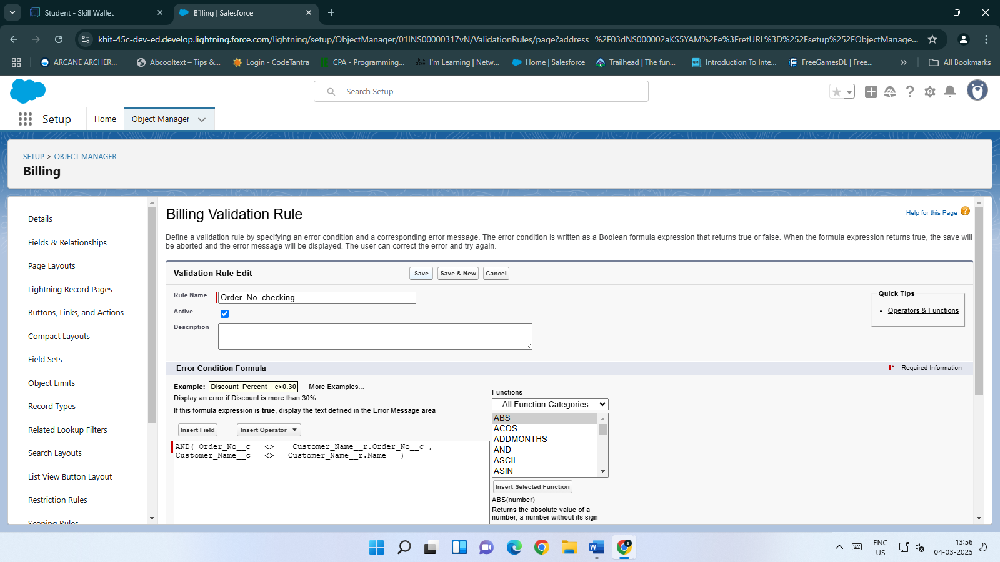 Student - Skill Wallet
Billing | Salesforce
khit-45c-dev-ed.develop.lightning.force.com/lightning/setup/ObjectManager/01INS00000317vN/ValidationRules/page?address=%2F03dNS000002aKS5YAM%2Fe%3FretURL%3D%252Fsetup%252FObjectManage...
ARCANE ARCHER...
Abcooltext – Tips &...
Login - CodeTantra
CPA - Programming...
I'm Learning | Netw...
Home | Salesforce
Trailhead | The fun...
Introduction To Inte...
FreeGamesDL | Free...
All Bookmarks
Search Setup
Setup
Home
Object Manager
SETUP > OBJECT MANAGER
Billing
Details
Fields & Relationships
Page Layouts
Lightning Record Pages
Buttons, Links, and Actions
Compact Layouts
Field Sets
Object Limits
Record Types
Related Lookup Filters
Search Layouts
List View Button Layout
Restriction Rules
Scoping Rules
Billing Validation Rule
Help for this Page
Define a validation rule by specifying an error condition and a corresponding error message. The error condition is written as a Boolean formula expression that returns true or false. When the formula expression returns true, the save will
be aborted and the error message will be displayed. The user can correct the error and try again.
Validation Rule Edit
Save
Save & New
Cancel
Rule Name
Order_No_checking
Active
Description
Quick Tips
• Operators & Functions
Error Condition Formula
* = Required Information
Example: Discount_Percent__c>0.30 More Examples...
Display an error if Discount is more than 30%
If this formula expression is true, display the text defined in the Error Message area
Insert Field
Insert Operator
AND( Order_No__c <> Customer_Name__r.Order_No__c ,
Customer_Name__c <> Customer_Name__r.Name )
Functions
-- All Function Categories --
ABS
ACOS
ADDMONTHS
AND
ASCII
ASIN
Insert Selected Function
ABS(number)
Returns the absolute value of a
number, a number without its sign
ENG
US
13:56
04-03-2025